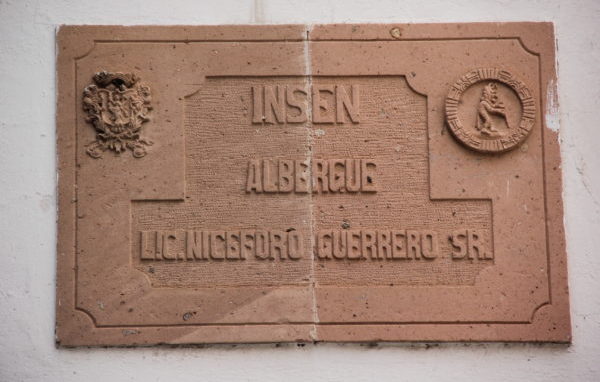 INSEN
ALBERGUE
LIC. NICEFORO GUERRERO SR.